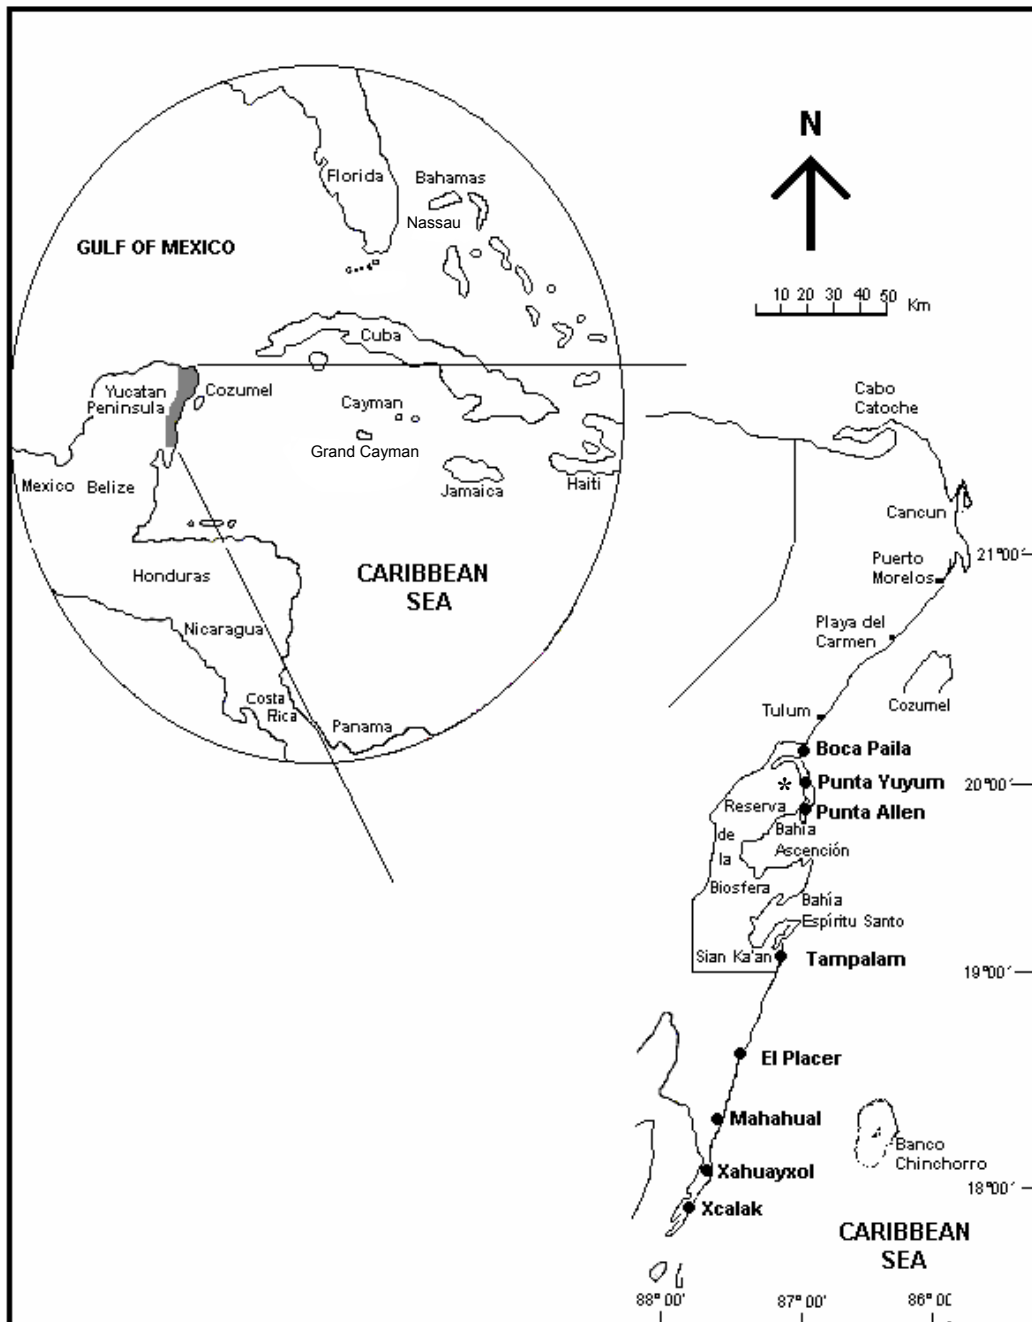 N
Florida
Bahamas
Nassau
GULF OF MEXICO
10 20 30 40 50 Km
Cuba
Yucatan
Peninsula
Cozumel
Cayman
Grand Cayman
Mexico
Belize
Jamaica
Haiti
Honduras
CARIBBEAN
SEA
Nicaragua
Costa
Rica
Panama
Cabo
Catoche
Cancun
21°00´
Puerto
Morelos
Playa del
Carmen
Cozumel
Tulum
Boca Paila
* Punta Yuyum
20°00´
Reserva
Punta Allen
de
la
Bahía
Ascención
Biosfera
Bahía
Espíritu Santo
Sian Ka'an
Tampalam
19°00´
El Placer
Mahahual
Banco
Chinchorro
Xahuayxol
18°00´
Xcalak
CARIBBEAN
SEA
88°00´ 87°00´ 86°00